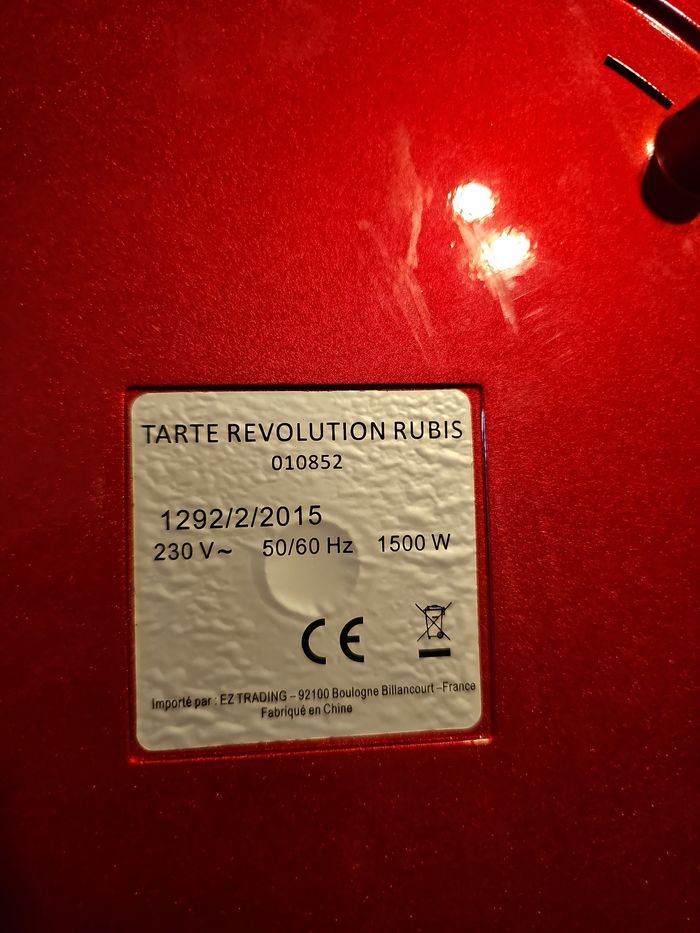 TARTE REVOLUTION RUBIS
010852
1292/2/2015
230 V~ 50/60 Hz 1500 W
CE
Importé par : EZ TRADING – 92100 Boulogne Billancourt –France
Fabriqué en Chine